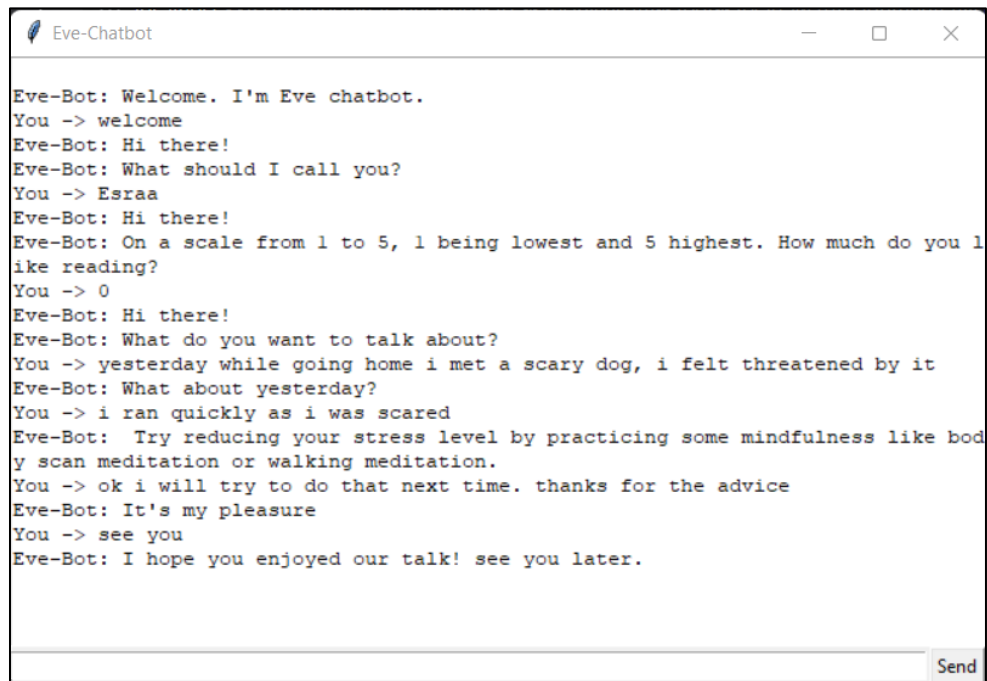 Eve-Chatbot
Eve-Bot: Welcome. I'm Eve chatbot.
You -> welcome
Eve-Bot: Hi there!
Eve-Bot: What should I call you?
You -> Esraa
Eve-Bot: Hi there!
Eve-Bot: On a scale from 1 to 5, 1 being lowest and 5 highest. How much do you l
ike reading?
You -> 0
Eve-Bot: Hi there!
Eve-Bot: What do you want to talk about?
You -> yesterday while going home i met a scary dog, i felt threatened by it
Eve-Bot: What about yesterday?
You -> i ran quickly as i was scared
Eve-Bot:  Try reducing your stress level by practicing some mindfulness like bod
y scan meditation or walking meditation.
You -> ok i will try to do that next time. thanks for the advice
Eve-Bot: It's my pleasure
You -> see you
Eve-Bot: I hope you enjoyed our talk! see you later.
Send